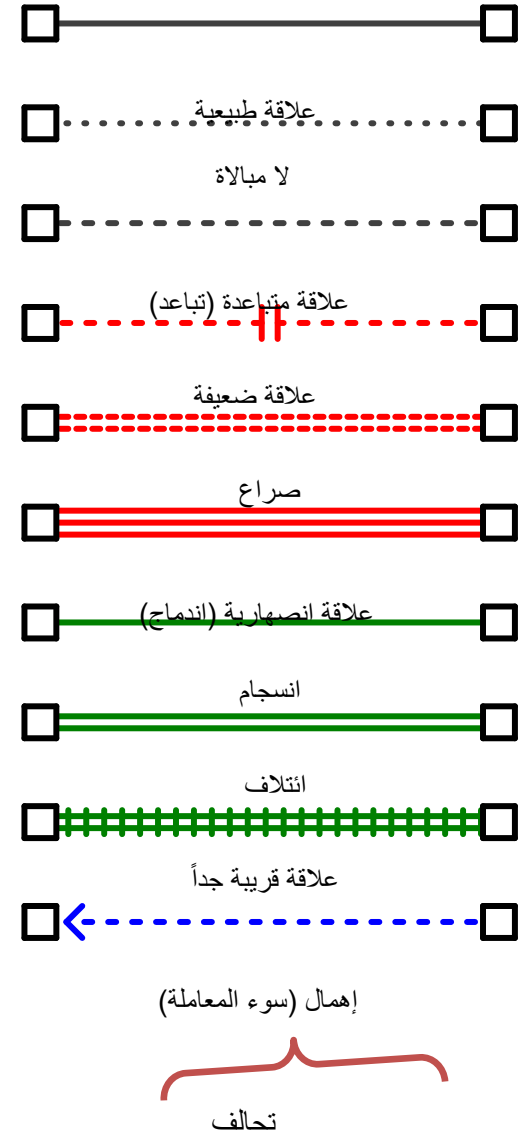 علاقة طبيعية
لا مبالاة
علاقة متباعدة (تباعد)
علاقة ضعيفة
صراع
علاقة انصهارية (اندماج)
انسجام
ائتلاف
علاقة قريبة جداً
إهمال (سوء المعاملة)
تحالف